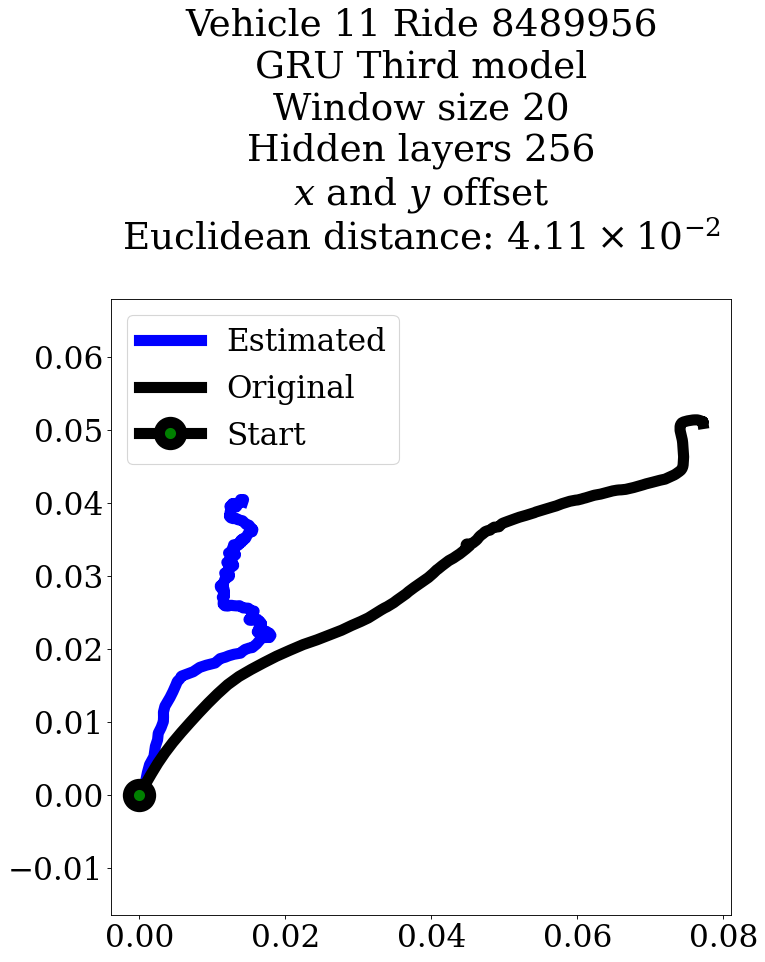 Vehicle 11 Ride 8489956
GRU Third model
Window size 20
Hidden layers 256
x and y offset
Euclidean distance: 4.11 × 10⁻²
Estimated
Original
Start
0.06
0.05
0.04
0.03
0.02
0.01
0.00
−0.01
0.00 0.02 0.04 0.06 0.08